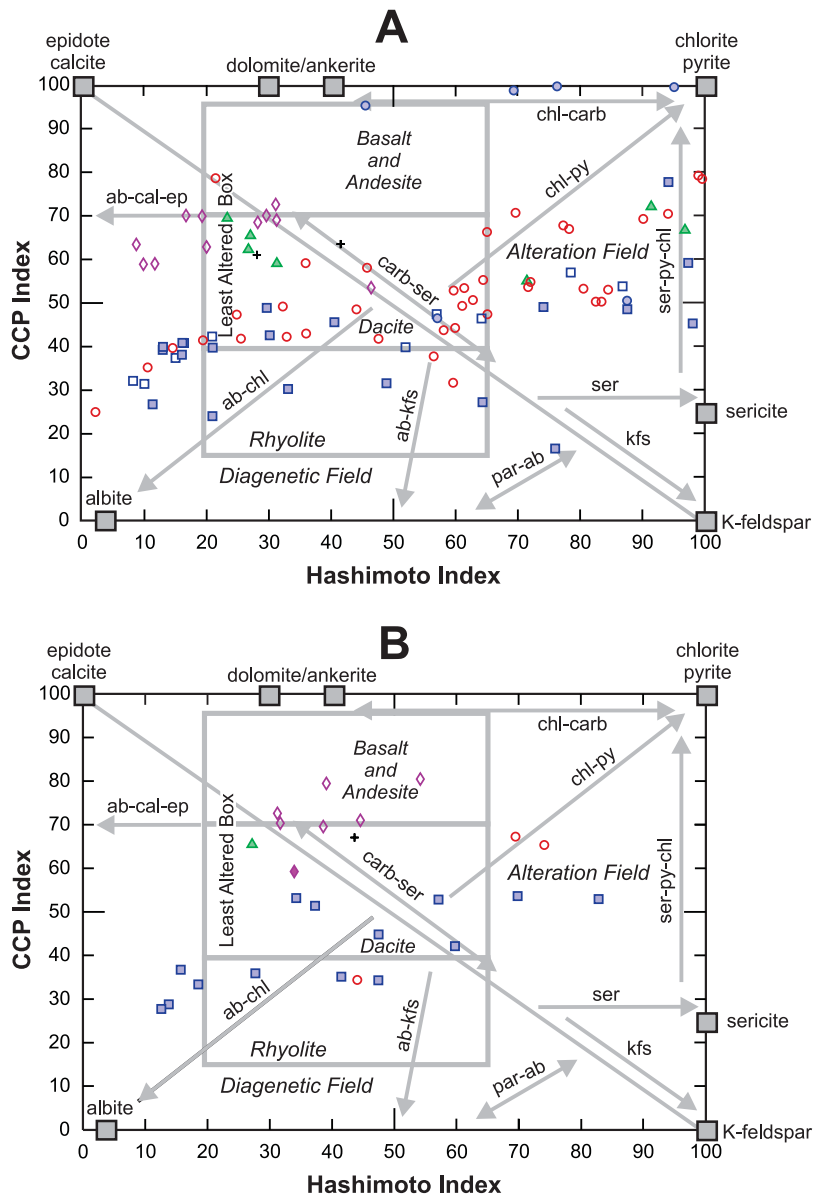 A
epidote
calcite
dolomite/ankerite
chlorite
pyrite
100
90
80
70
60
50
40
30
20
10
0
CCP Index
chl-carb
Basalt
and
Andesite
Least Altered Box
ab-cal-ep
chl-py
Alteration Field
ser-py-chl
carb-ser
Dacite
ab-chl
ab-kfs
ser
sericite
kfs
Rhyolite
Diagenetic Field
par-ab
albite
K-feldspar
0 10 20 30 40 50 60 70 80 90 100
Hashimoto Index
B
epidote
calcite
dolomite/ankerite
chlorite
pyrite
100
90
80
70
60
50
40
30
20
10
0
CCP Index
chl-carb
Basalt
and
Andesite
Least Altered Box
ab-cal-ep
chl-py
Alteration Field
ser-py-chl
carb-ser
Dacite
ab-chl
ab-kfs
ser
sericite
kfs
Rhyolite
Diagenetic Field
par-ab
albite
K-feldspar
0 10 20 30 40 50 60 70 80 90 100
Hashimoto Index